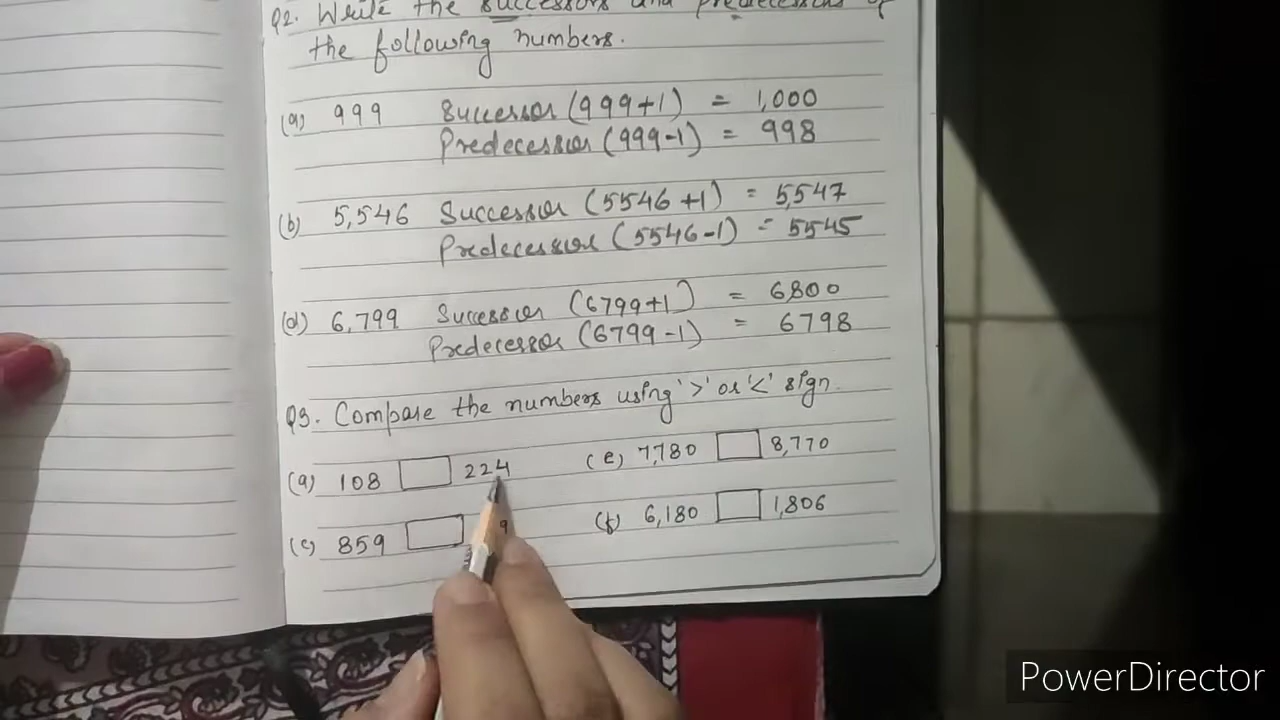 Q2. Write the successors and predecessors of
the following numbers.
(a) 999 Successor (999+1) = 1,000
Predecessor (999-1) = 998
(b) 5,546 Successor (5546+1) = 5,547
Predecessor (5546-1) = 5545
(d) 6,799 Successor (6799+1) = 6800
Predecessor (6799-1) = 6798
Q3. Compare the numbers using '>' or '<' sign.
(a) 108 224 (e) 7,780 8,770
(c) 859 9 (f) 6,180 1,806
PowerDirector